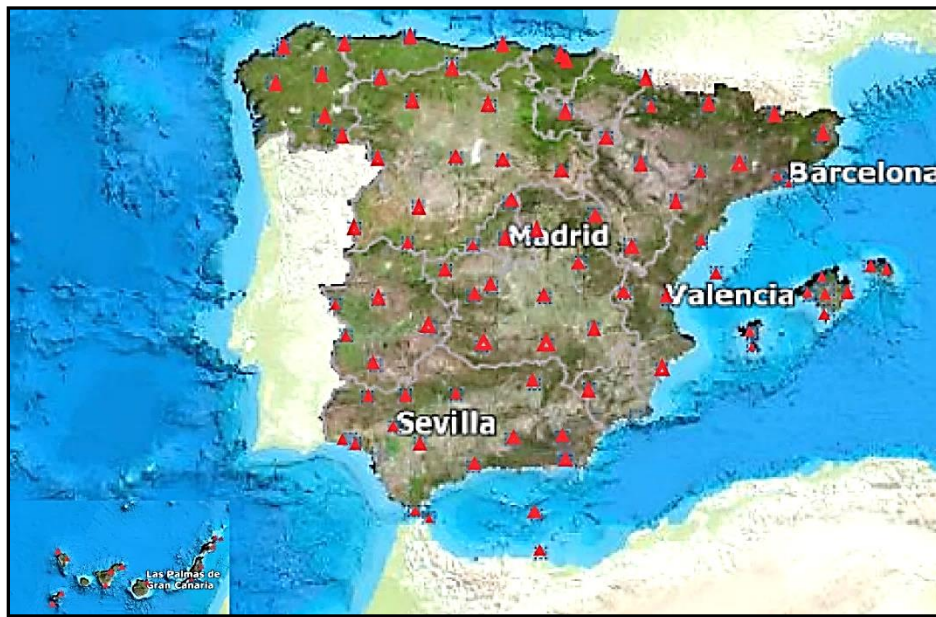 Barcelona
Madrid
Valencia
Sevilla
Las Palmas de
Gran Canaria